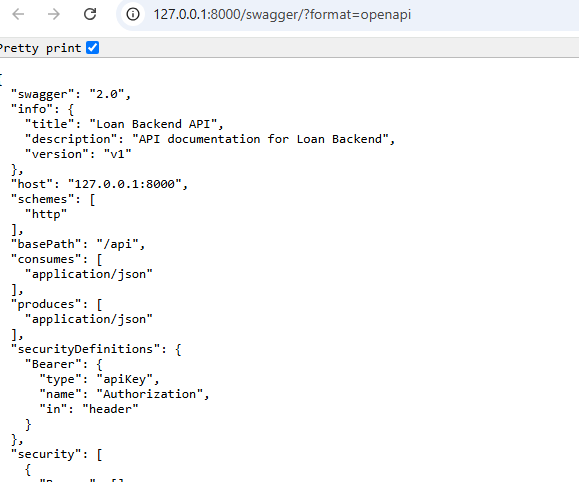 127.0.0.1:8000/swagger/?format=openapi
Pretty print
{
"swagger": "2.0",
"info": {
"title": "Loan Backend API",
"description": "API documentation for Loan Backend",
"version": "v1"
},
"host": "127.0.0.1:8000",
"schemes": [
"http"
],
"basePath": "/api",
"consumes": [
"application/json"
],
"produces": [
"application/json"
],
"securityDefinitions": {
"Bearer": {
"type": "apiKey",
"name": "Authorization",
"in": "header"
}
},
"security": [
{